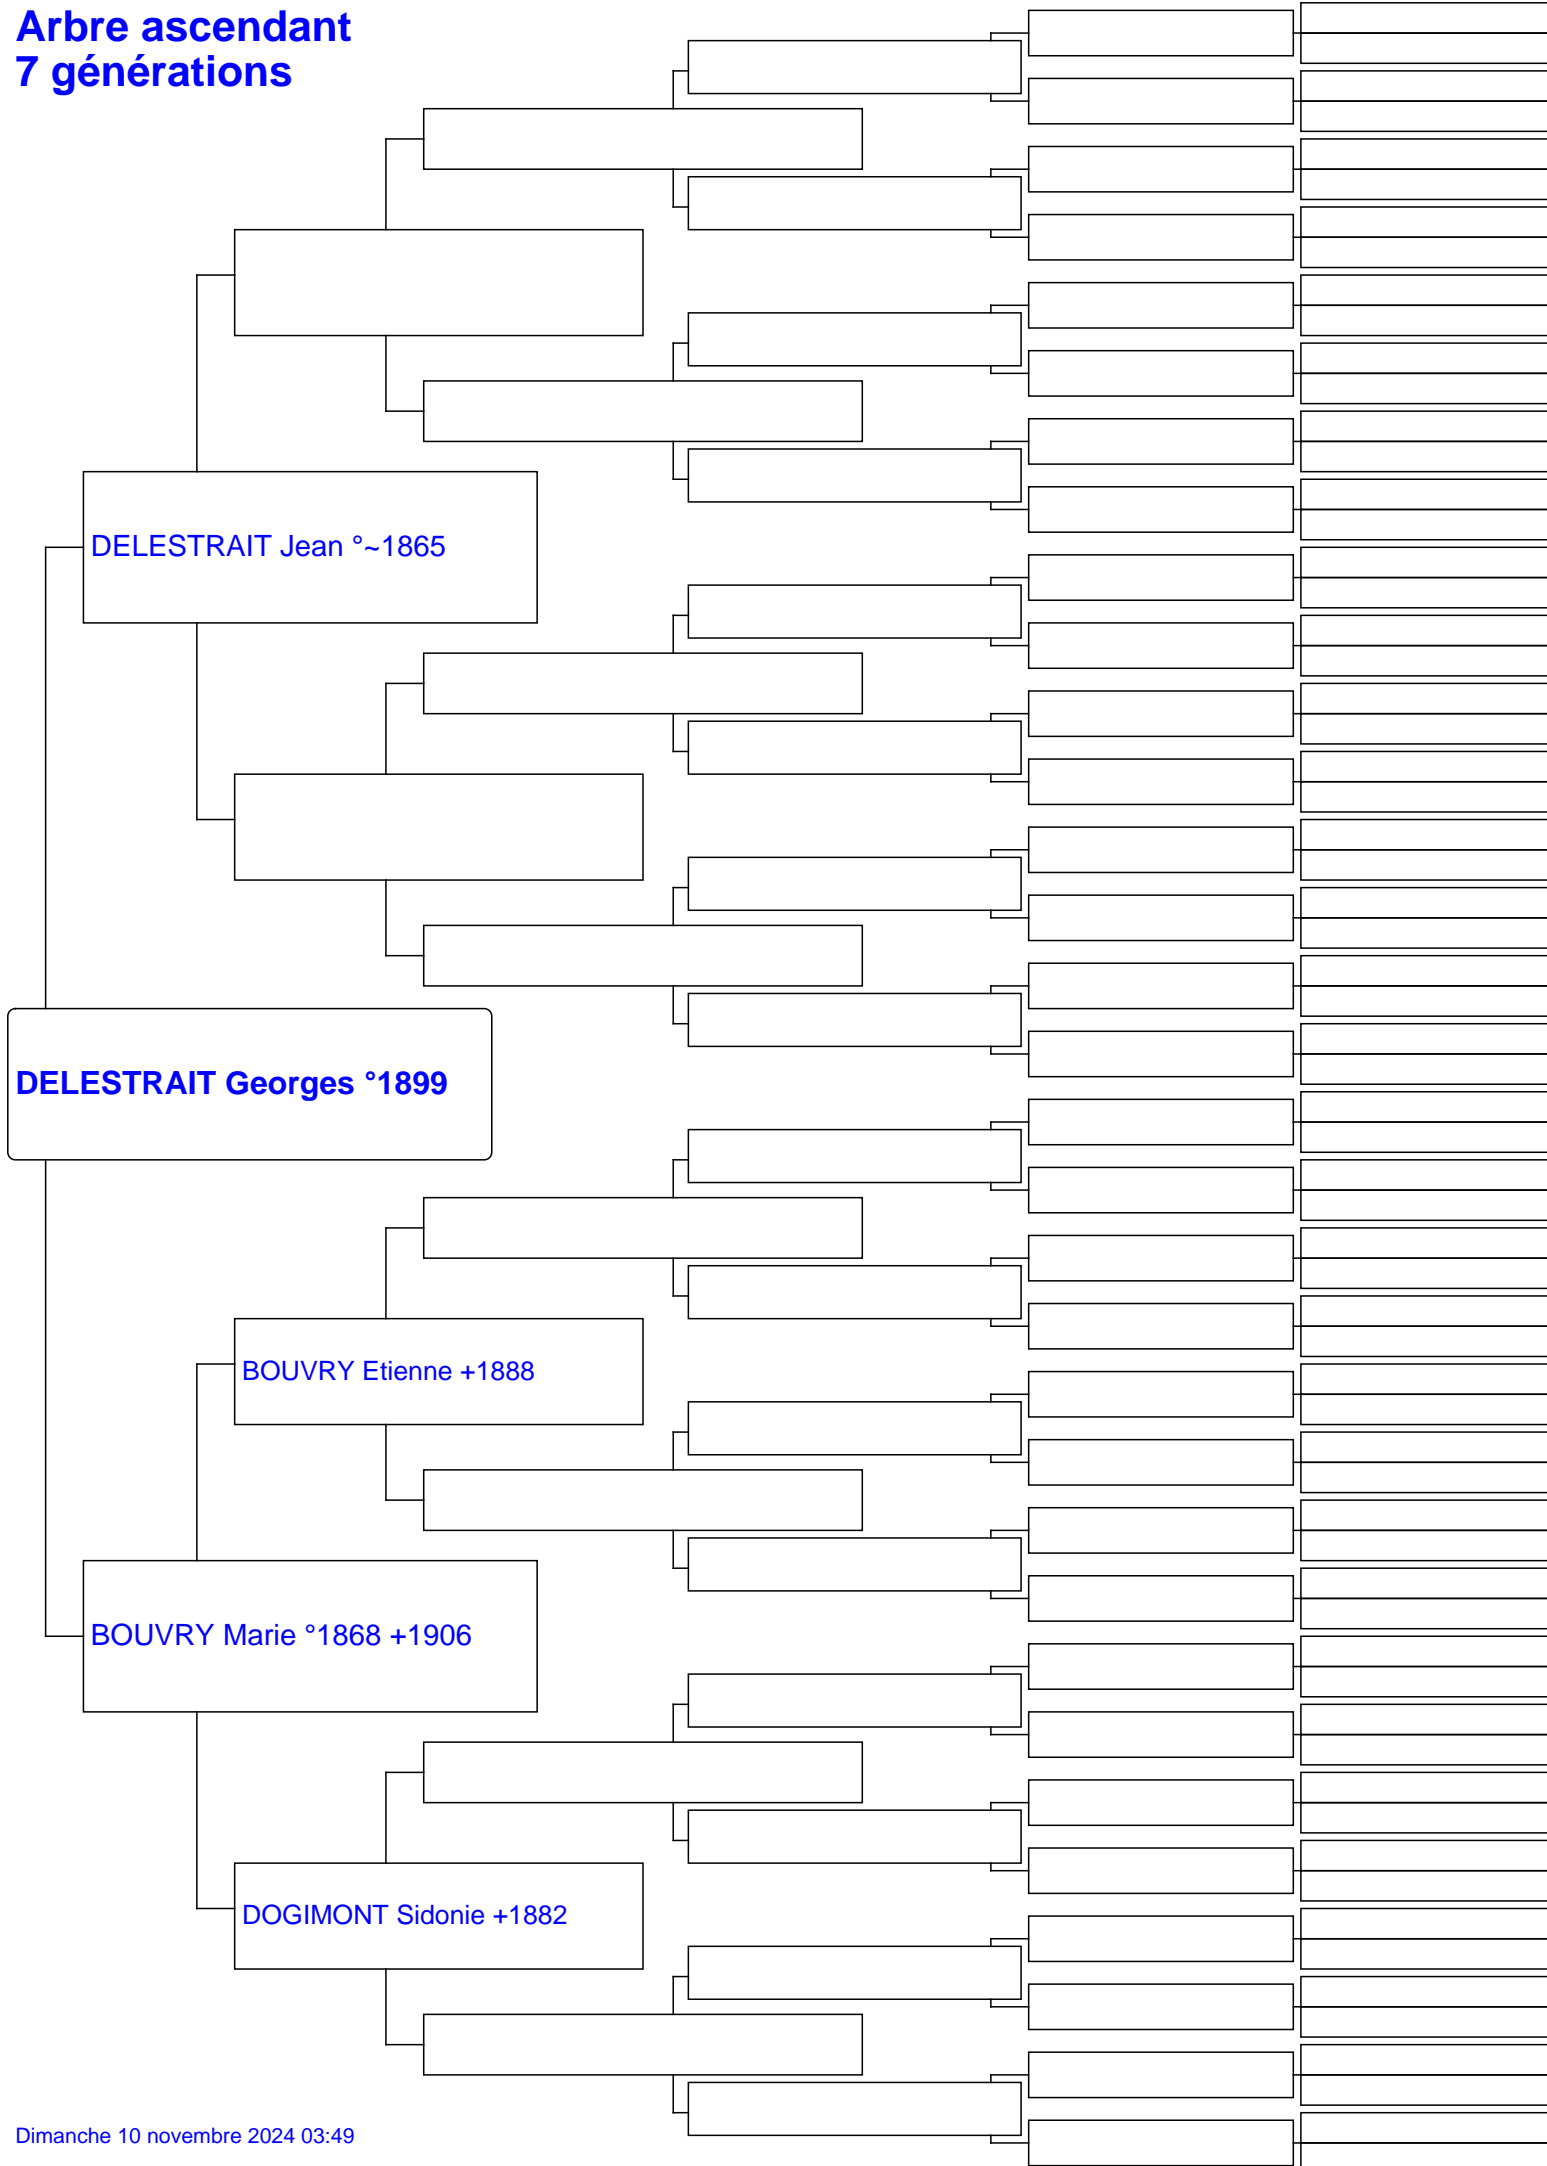 Arbre ascendant
7 générations
DELESTRAIT Jean °~1865
DELESTRAIT Georges °1899
BOUVRY Etienne +1888
BOUVRY Marie °1868 +1906
DOGIMONT Sidonie +1882
Dimanche 10 novembre 2024 03:49